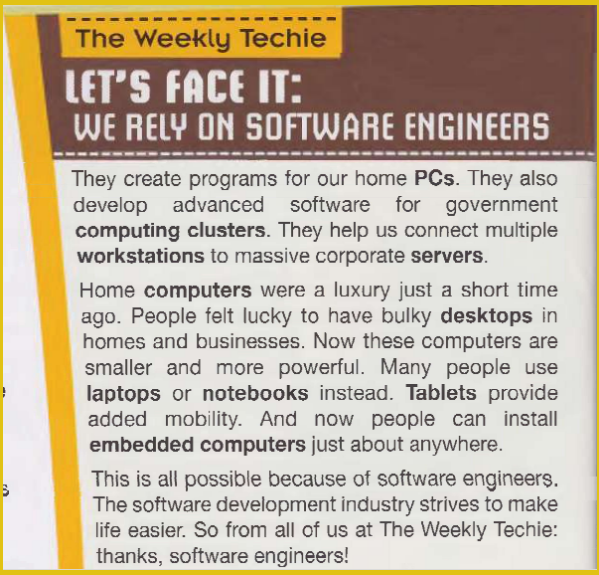 The Weekly Techie
LET'S FACE IT:
WE RELY ON SOFTWARE ENGINEERS
They create programs for our home PCs. They also
develop advanced software for government
computing clusters. They help us connect multiple
workstations to massive corporate servers.
Home computers were a luxury just a short time
ago. People felt lucky to have bulky desktops in
homes and businesses. Now these computers are
smaller and more powerful. Many people use
laptops or notebooks instead. Tablets provide
added mobility. And now people can install
embedded computers just about anywhere.
This is all possible because of software engineers.
The software development industry strives to make
life easier. So from all of us at The Weekly Techie:
thanks, software engineers!